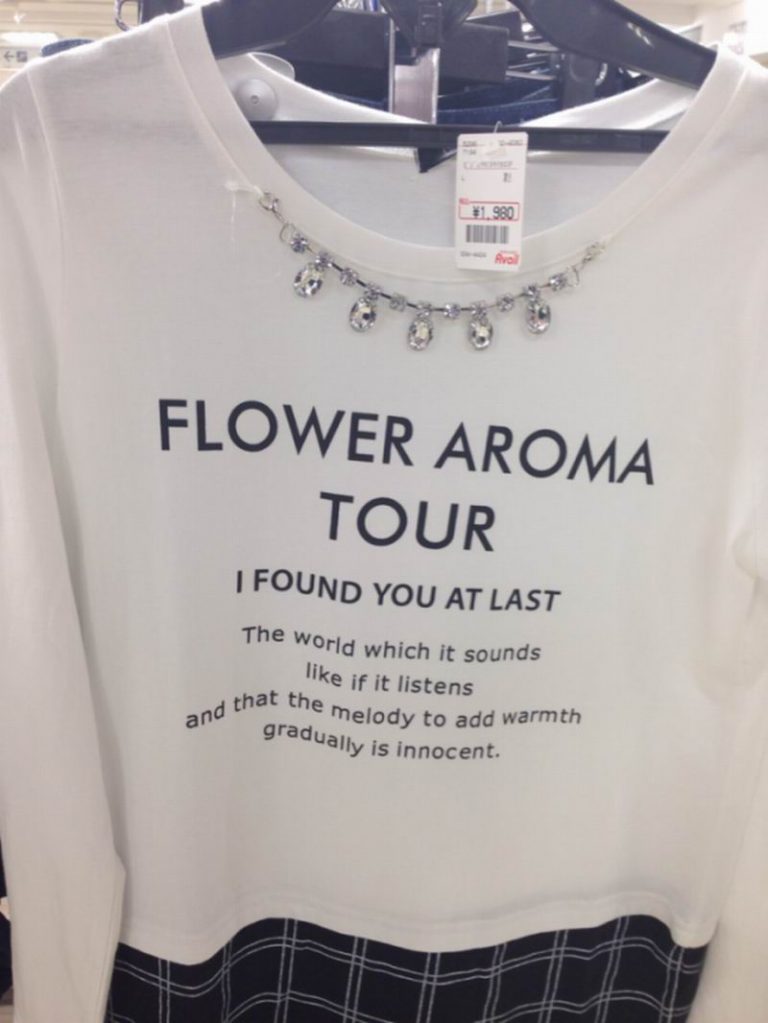 ¥1,980
Avail
FLOWER AROMA
TOUR
I FOUND YOU AT LAST
The world which it sounds
like if it listens
and that the melody to add warmth
gradually is innocent.